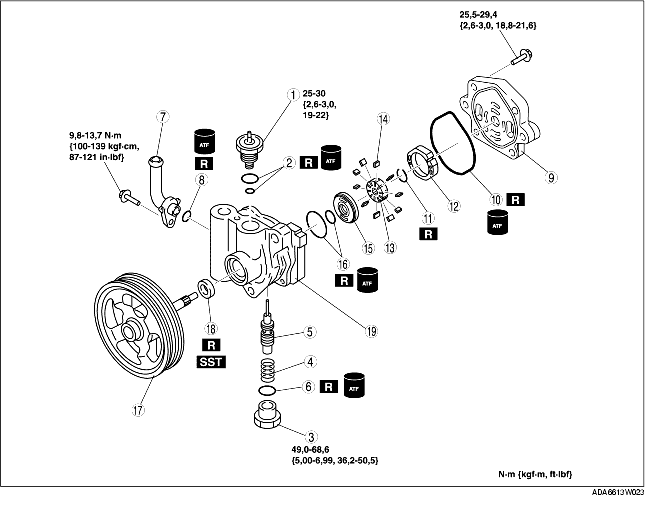 25,5-29,4
{2,6-3,0, 18,8-21,6}
1
25-30
{2,6-3,0,
19-22}
14
7
9,8-13,7 N-m
{100-139 kgf-cm,
87-121 in-lbf}
ATF
R
8
2
R
ATF
9
10
R
ATF
12
11
R
13
15
16
R
ATF
19
18
R
SST
17
5
4
6
R
ATF
3
49,0-68,6
{5,00-6,99, 36,2-50,5}
N-m {kgf-m, ft-lbf}
ADA6613W023